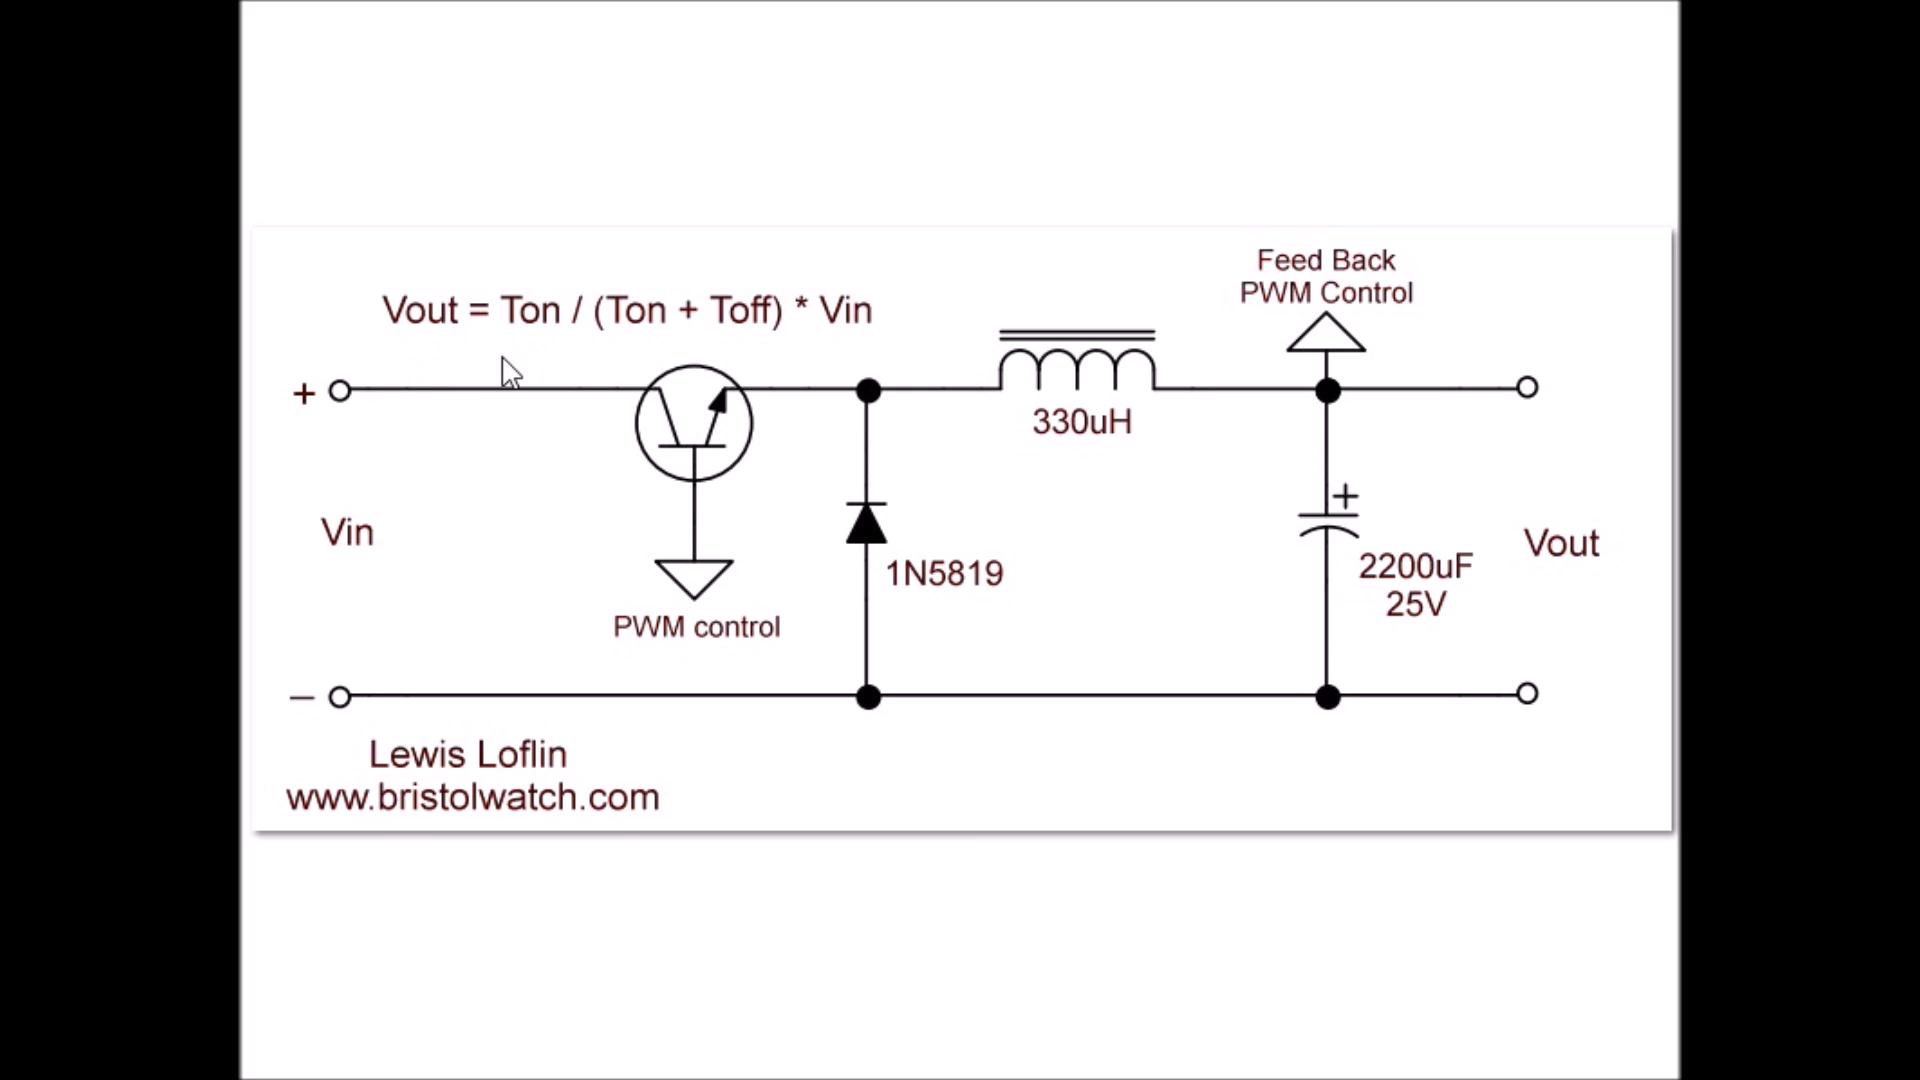 Feed Back
PWM Control
Vout = Ton / (Ton + Toff) * Vin
+
330uH
+
Vin
Vout
1N5819
2200uF
25V
PWM control
–
Lewis Loflin
www.bristolwatch.com